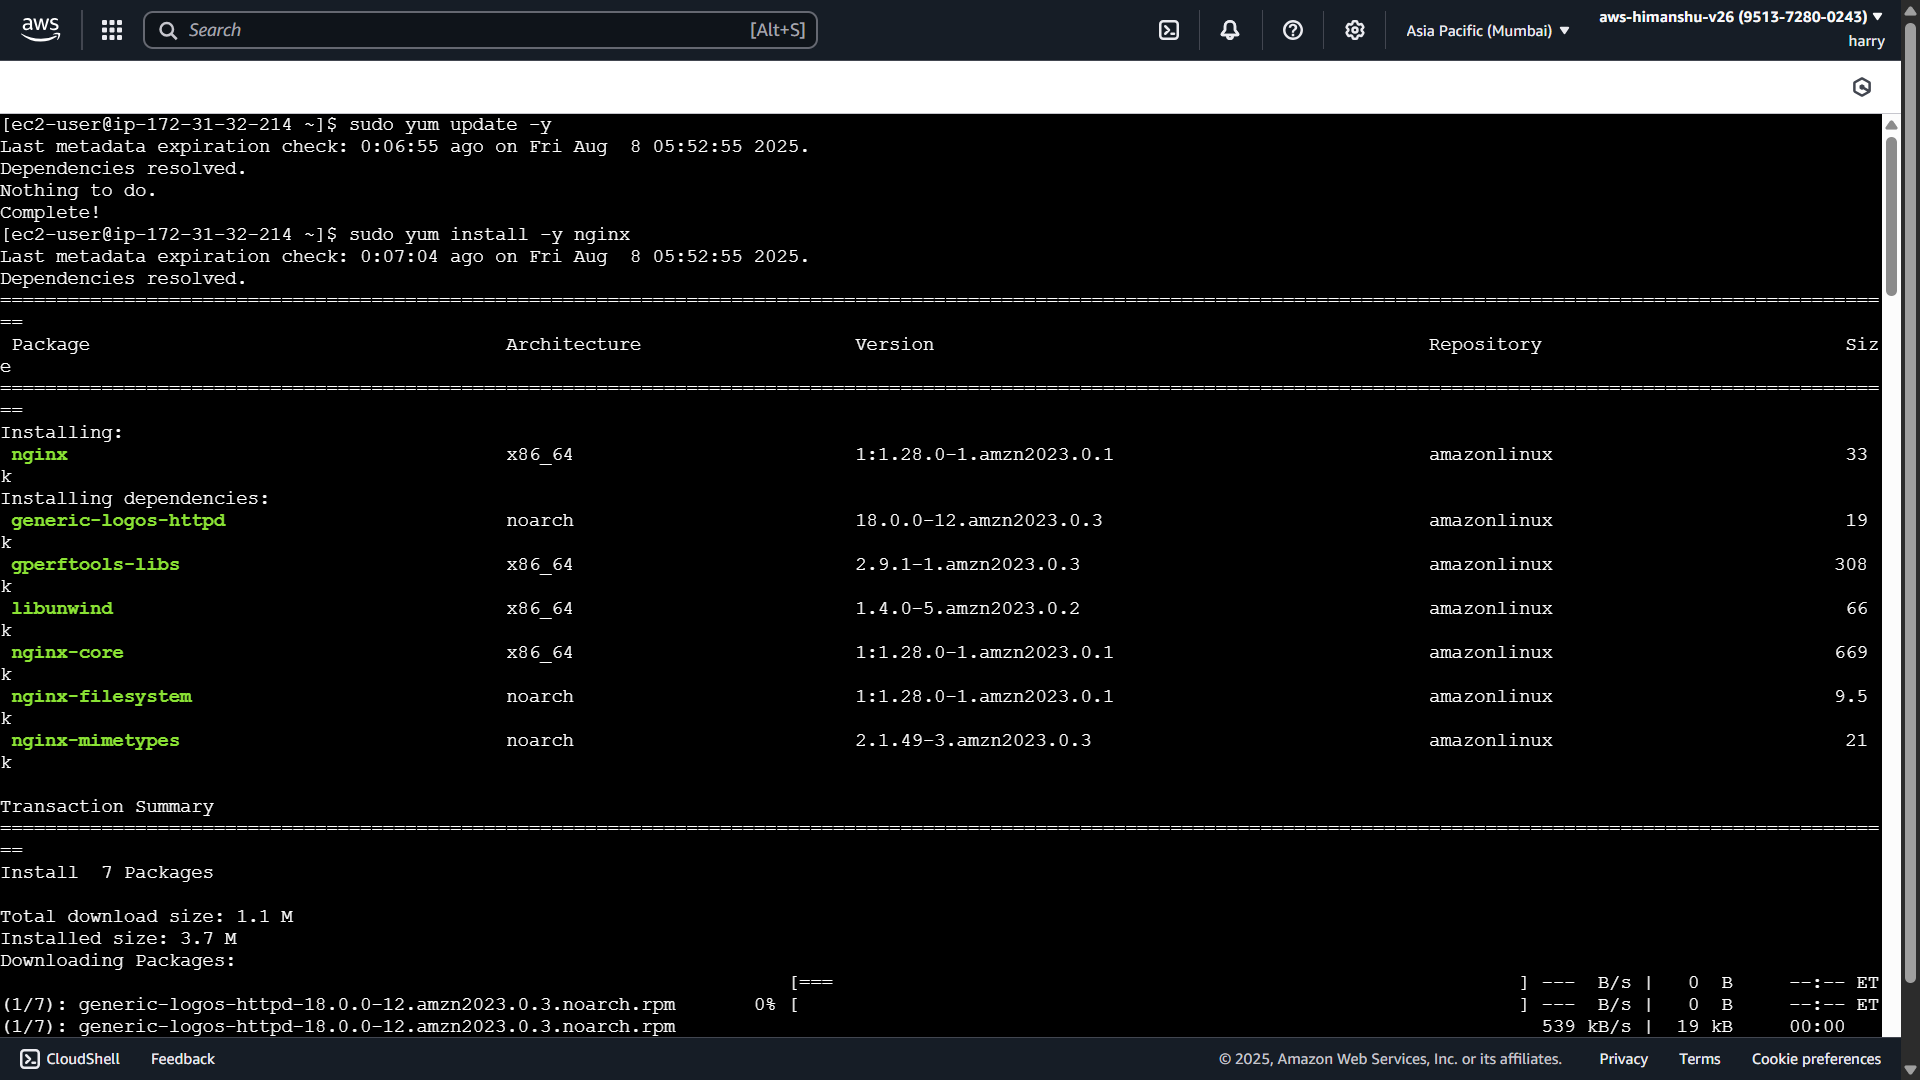 aws
Search [Alt+S]
Asia Pacific (Mumbai)
aws-himanshu-v26 (9513-7280-0243)
harry
[ec2-user@ip-172-31-32-214 ~]$ sudo yum update -y
Last metadata expiration check: 0:06:55 ago on Fri Aug  8 05:52:55 2025.
Dependencies resolved.
Nothing to do.
Complete!
[ec2-user@ip-172-31-32-214 ~]$ sudo yum install -y nginx
Last metadata expiration check: 0:07:04 ago on Fri Aug  8 05:52:55 2025.
Dependencies resolved.
=======================================================================================================================================================================
==
Package Architecture Version Repository Siz
e
=======================================================================================================================================================================
==
Installing:
nginx x86_64 1:1.28.0-1.amzn2023.0.1 amazonlinux 33
k
Installing dependencies:
generic-logos-httpd noarch 18.0.0-12.amzn2023.0.3 amazonlinux 19
k
gperftools-libs x86_64 2.9.1-1.amzn2023.0.3 amazonlinux 308
k
libunwind x86_64 1.4.0-5.amzn2023.0.2 amazonlinux 66
k
nginx-core x86_64 1:1.28.0-1.amzn2023.0.1 amazonlinux 669
k
nginx-filesystem noarch 1:1.28.0-1.amzn2023.0.1 amazonlinux 9.5
k
nginx-mimetypes noarch 2.1.49-3.amzn2023.0.3 amazonlinux 21
k
Transaction Summary
=======================================================================================================================================================================
==
Install  7 Packages
Total download size: 1.1 M
Installed size: 3.7 M
Downloading Packages:
[=== ] --- B/s | 0 B --:-- ET
(1/7): generic-logos-httpd-18.0.0-12.amzn2023.0.3.noarch.rpm 0% [ ] --- B/s | 0 B --:-- ET
(1/7): generic-logos-httpd-18.0.0-12.amzn2023.0.3.noarch.rpm 539 kB/s | 19 kB 00:00
CloudShell Feedback © 2025, Amazon Web Services, Inc. or its affiliates. Privacy Terms Cookie preferences